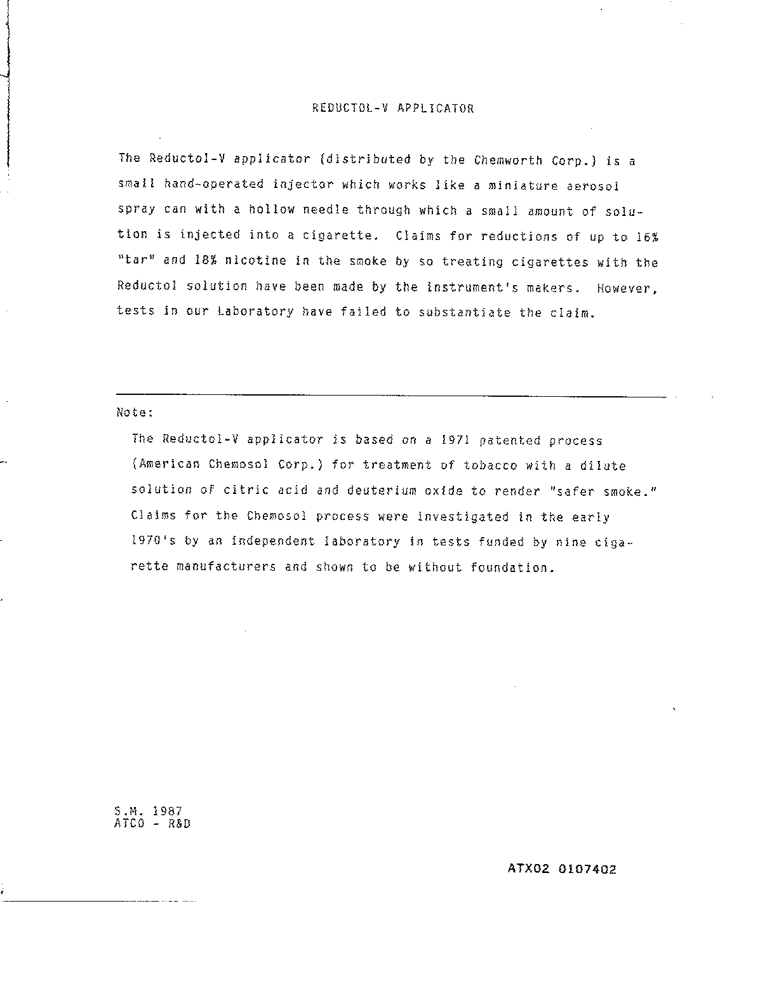 REDUCTOL-V APPLICATOR
The Reductol-V applicator (distributed by the Chemworth Corp.) is a
small hand-operated injector which works like a miniature aerosol
spray can with a hollow needle through which a small amount of solu-
tion is injected into a cigarette. Claims for reductions of up to 16%
"tar" and 18% nicotine in the smoke by so treating cigarettes with the
Reductol solution have been made by the instrument's makers. However,
tests in our Laboratory have failed to substantiate the claim.
Note:
The Reductol-V applicator is based on a 1971 patented process
(American Chemosol Corp.) for treatment of tobacco with a dilute
solution of citric acid and deuterium oxide to render "safer smoke."
Claims for the Chemosol process were investigated in the early
1970's by an independent laboratory in tests funded by nine ciga-
rette manufacturers and shown to be without foundation.
S.M. 1987
ATCO - R&D
ATX02 0107402